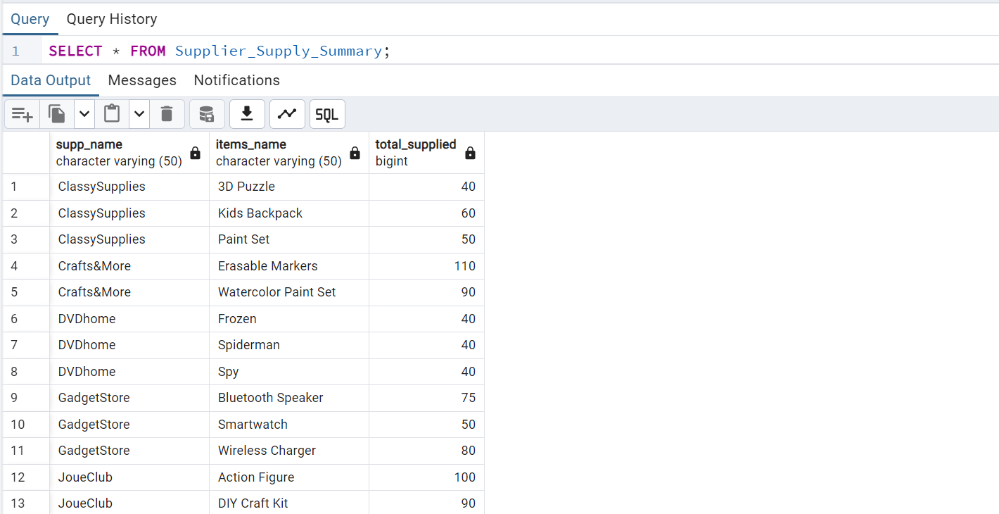 Query Query History
1 SELECT * FROM Supplier_Supply_Summary;
Data Output Messages Notifications
SQL
supp_name items_name total_supplied
character varying (50) character varying (50) bigint
1 ClassySupplies 3D Puzzle 40
2 ClassySupplies Kids Backpack 60
3 ClassySupplies Paint Set 50
4 Crafts&More Erasable Markers 110
5 Crafts&More Watercolor Paint Set 90
6 DVDhome Frozen 40
7 DVDhome Spiderman 40
8 DVDhome Spy 40
9 GadgetStore Bluetooth Speaker 75
10 GadgetStore Smartwatch 50
11 GadgetStore Wireless Charger 80
12 JoueClub Action Figure 100
13 JoueClub DIY Craft Kit 90